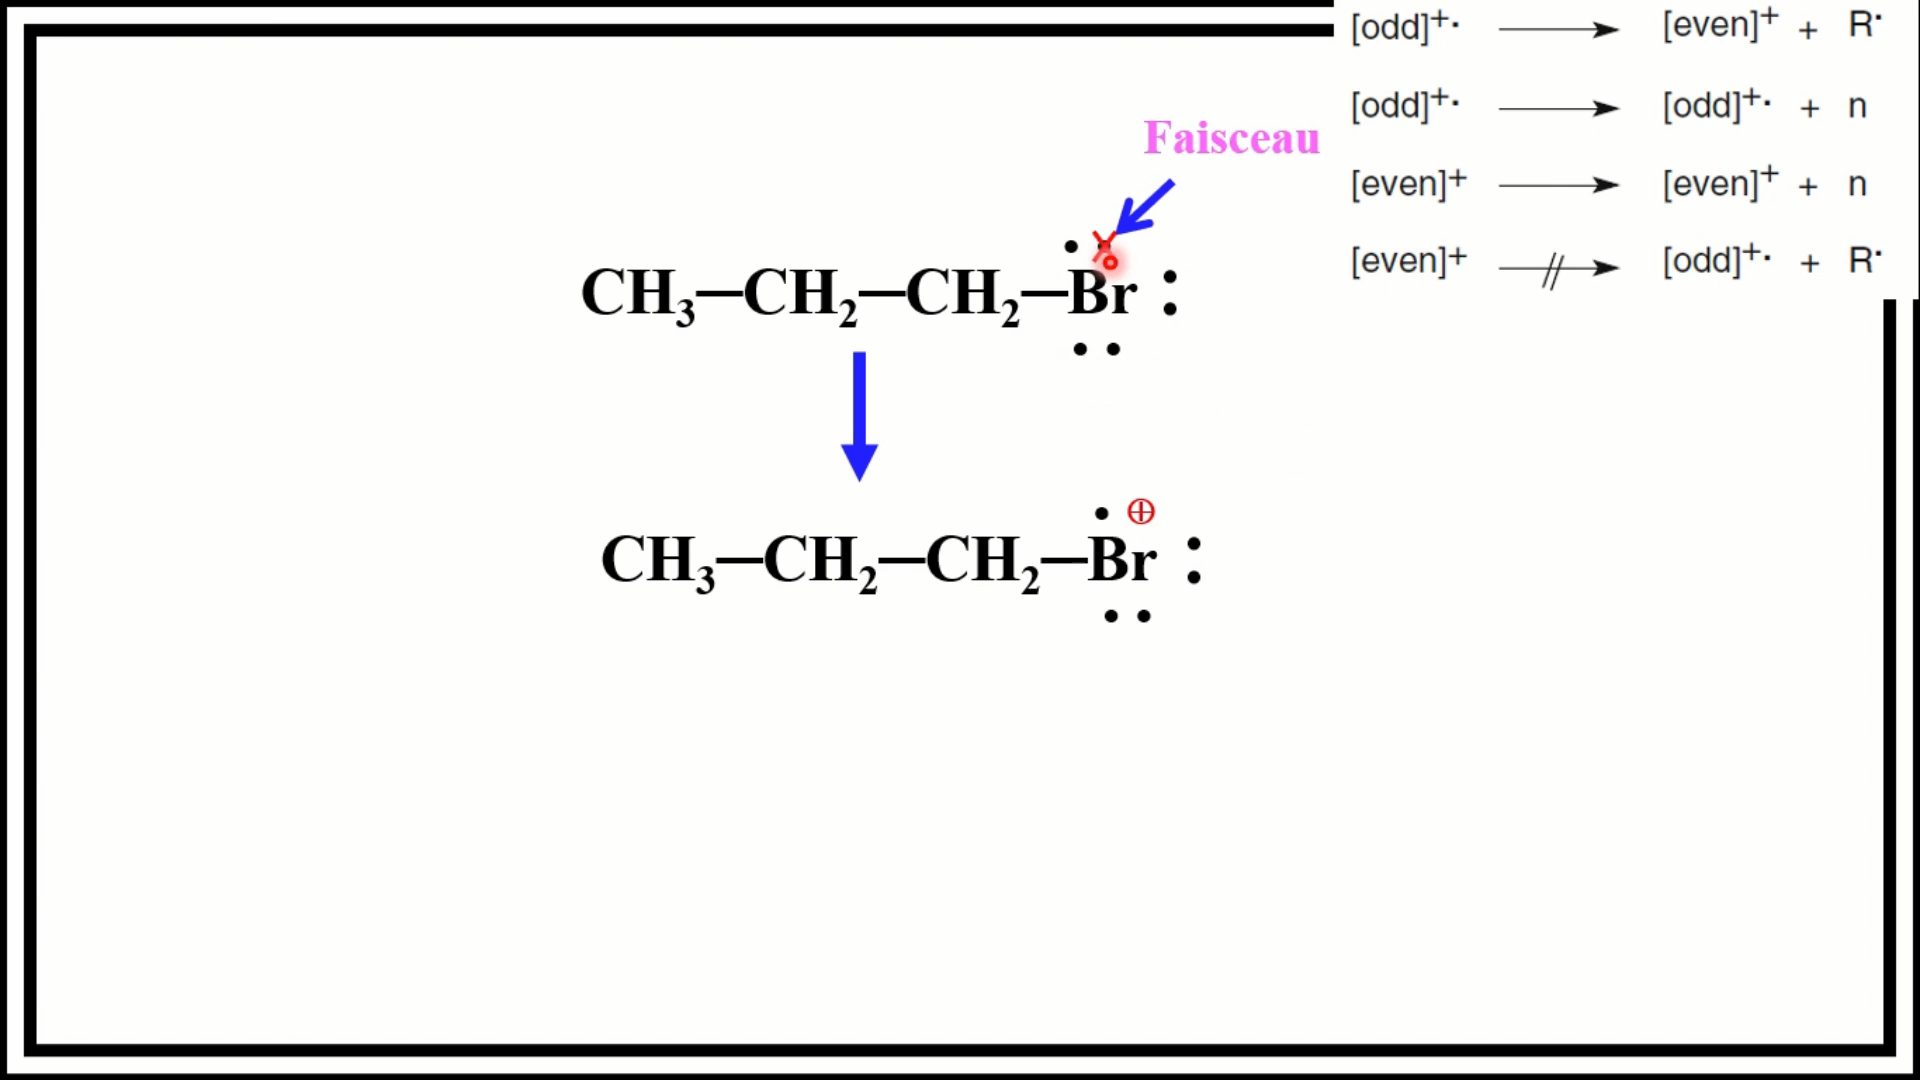 [odd]⁺· ⟶ [even]⁺ + R·
[odd]⁺· ⟶ [odd]⁺· + n
[even]⁺ ⟶ [even]⁺ + n
[even]⁺ ⟶ [odd]⁺· + R·
Faisceau
CH₃—CH₂—CH₂—Br
CH₃—CH₂—CH₂—Br ⊕